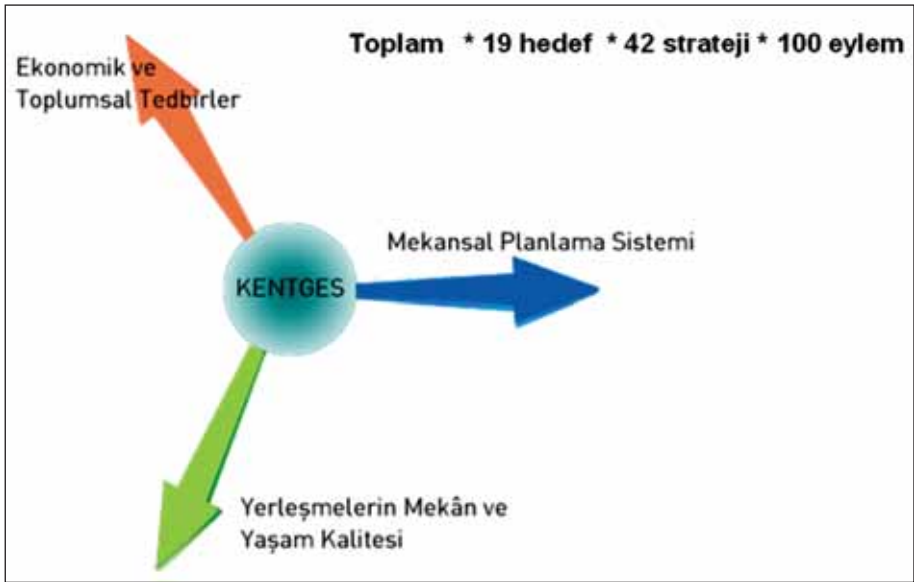 Toplam * 19 hedef * 42 strateji * 100 eylem
Ekonomik ve
Toplumsal Tedbirler
Mekansal Planlama Sistemi
KENTGES
Yerleşmelerin Mekân ve
Yaşam Kalitesi